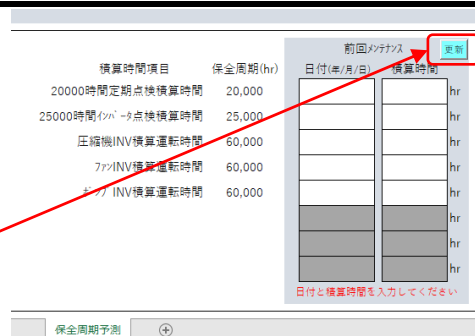 前回ﾒﾝﾃﾅﾝｽ 更新
積算時間項目 保全周期(hr) 日付(年/月/日) 積算時間
20000時間定期点検積算時間 20,000 hr
25000時間ｲﾝﾊﾞｰﾀ点検積算時間 25,000 hr
圧縮機INV積算運転時間 60,000 hr
ﾌｧﾝINV積算運転時間 60,000 hr
ﾎﾟﾝﾌﾟINV積算運転時間 60,000 hr
hr
hr
hr
日付と積算時間を入力してください
保全周期予測